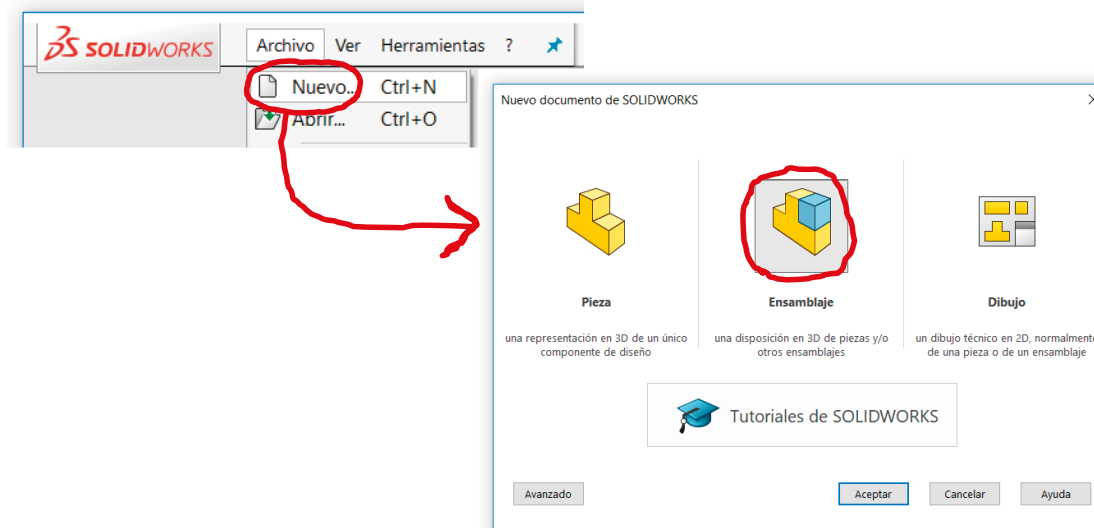 SOLIDWORKS
Archivo Ver Herramientas ?
Nuevo... Ctrl+N
Abrir... Ctrl+O
Nuevo documento de SOLIDWORKS
Pieza
una representación en 3D de un único
componente de diseño
Ensamblaje
una disposición en 3D de piezas y/o
otros ensamblajes
Dibujo
un dibujo técnico en 2D, normalmente
de una pieza o de un ensamblaje
Tutoriales de SOLIDWORKS
Avanzado
Aceptar
Cancelar
Ayuda